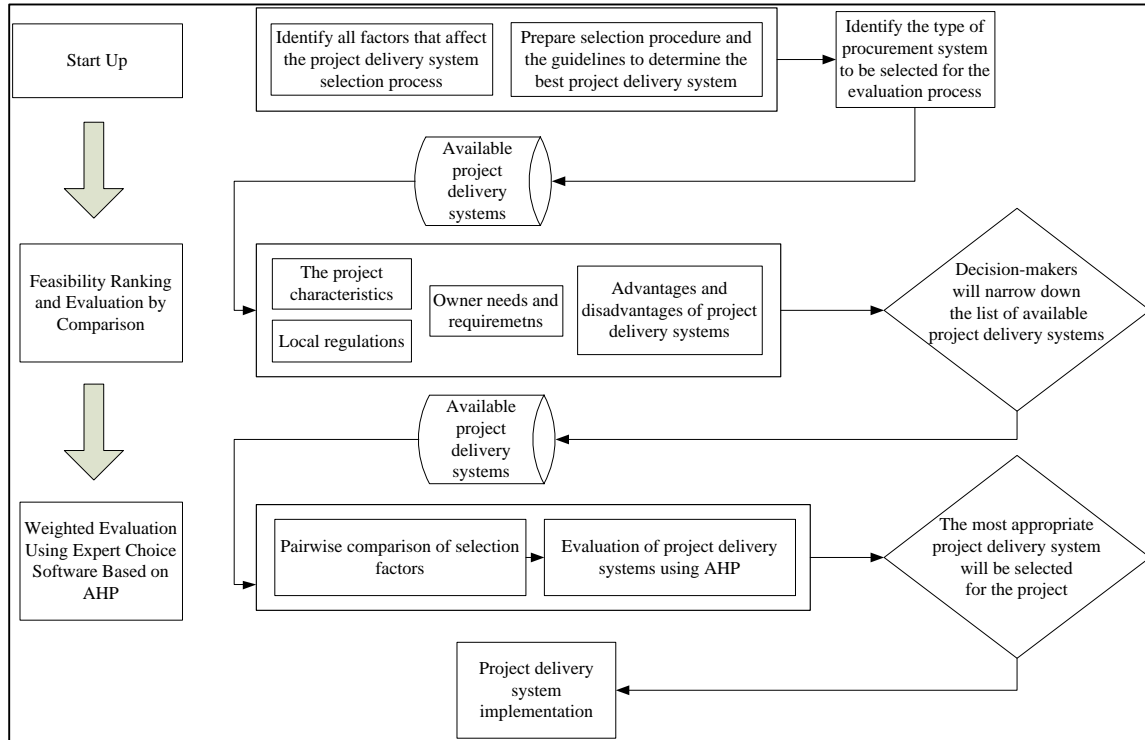 Start Up
Identify all factors that affect
the project delivery system
selection process
Prepare selection procedure and
the guidelines to determine the
best project delivery system
Identify the type of
procurement system
to be selected for the
evaluation process
Available
project
delivery
systems
Feasibility Ranking
and Evaluation by
Comparison
The project
characteristics
Local regulations
Owner needs and
requiremetns
Advantages and
disadvantages of project
delivery systems
Decision-makers
will narrow down
the list of available
project delivery systems
Available
project
delivery
systems
Weighted Evaluation
Using Expert Choice
Software Based on
AHP
Pairwise comparison of selection
factors
Evaluation of project delivery
systems using AHP
The most appropriate
project delivery system
will be selected
for the project
Project delivery
system
implementation